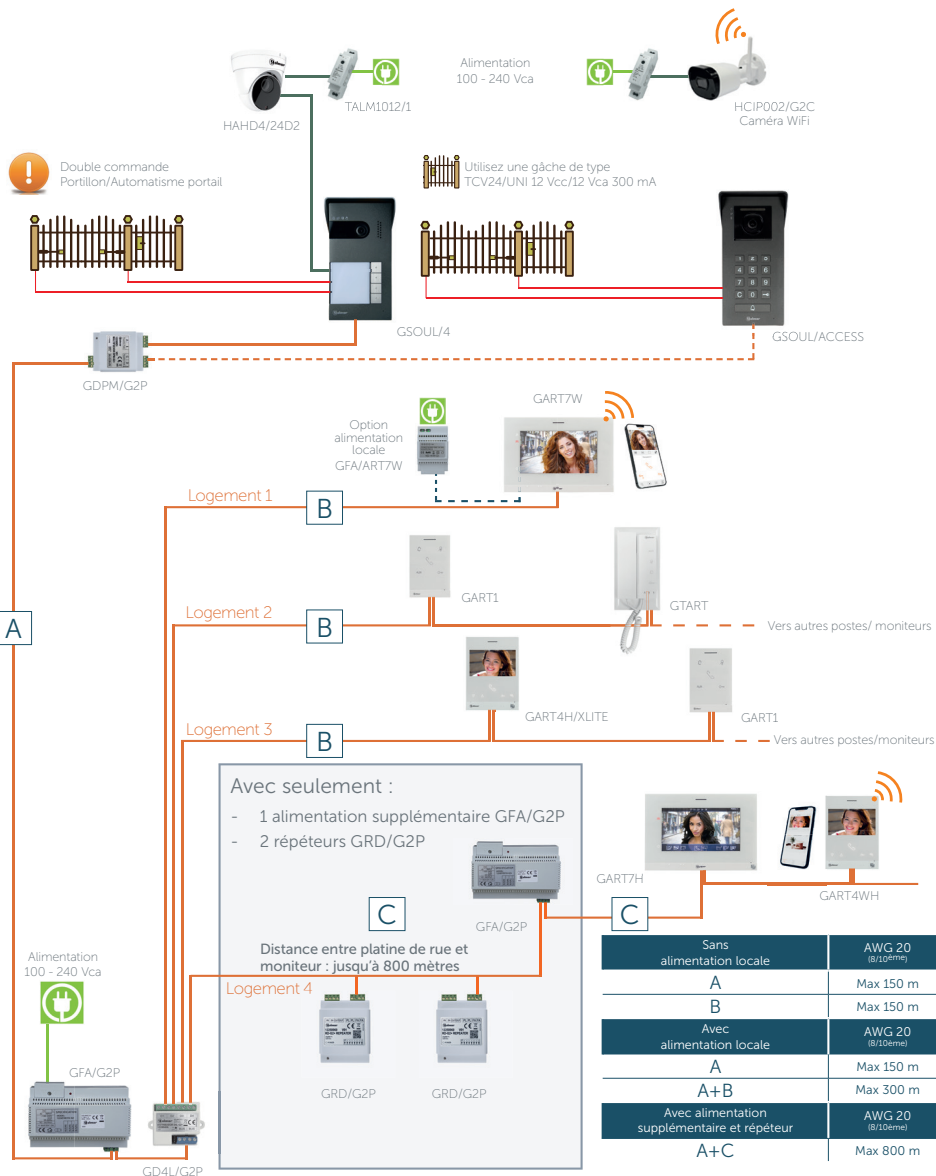 Alimentation
100 - 240 Vca
TALM1012/1
HAHD4/24D2
HCIP002/G2C
Caméra WiFi
Double commande
Portillon/Automatisme portail
Utilisez une gâche de type
TCV24/UNI 12 Vcc/12 Vca 300 mA
GSOUL/4
GSOUL/ACCESS
GDPM/G2P
GART7W
Option
alimentation
locale
GFA/ART7W
Logement 1
B
GART1
GTART
Logement 2
B
A
Vers autres postes/ moniteurs
GART4H/XLITE
GART1
Logement 3
B
Vers autres postes/moniteurs
Avec seulement :
- 1 alimentation supplémentaire GFA/G2P
- 2 répéteurs GRD/G2P
GART7H
GART4WH
C
GFA/G2P
C
Distance entre platine de rue et
moniteur : jusqu'à 800 mètres
Logement 4
GRD/G2P
GRD/G2P
Alimentation
100 - 240 Vca
GFA/G2P
GD4L/G2P
Sans
alimentation locale
AWG 20
(8/10ème)
A Max 150 m
B Max 150 m
Avec
alimentation locale
AWG 20
(8/10ème)
A Max 150 m
A+B Max 300 m
Avec alimentation
supplémentaire et répéteur
AWG 20
(8/10ème)
A+C Max 800 m